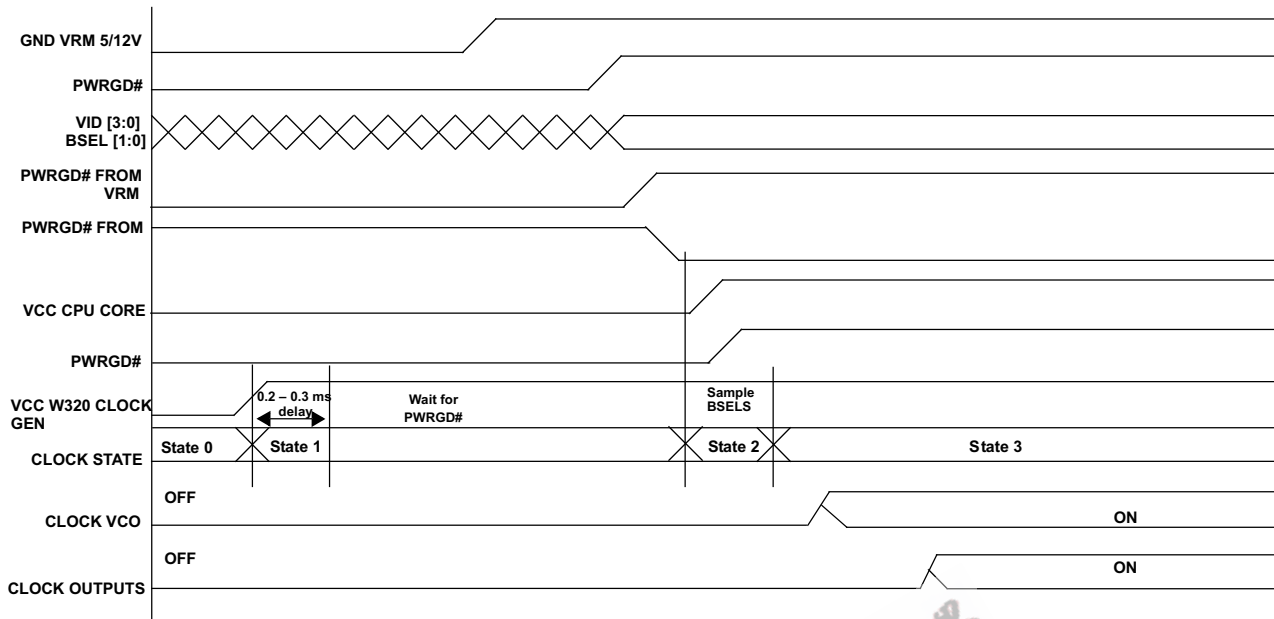 GND VRM 5/12V
PWRGD#
VID [3:0]
BSEL [1:0]
PWRGD# FROM
VRM
PWRGD# FROM
VCC CPU CORE
PWRGD#
VCC W320 CLOCK
GEN
0.2 – 0.3 ms
delay
Wait for
PWRGD#
Sample
BSELS
CLOCK STATE
State 0
State 1
State 2
State 3
OFF
CLOCK VCO
ON
OFF
CLOCK OUTPUTS
ON